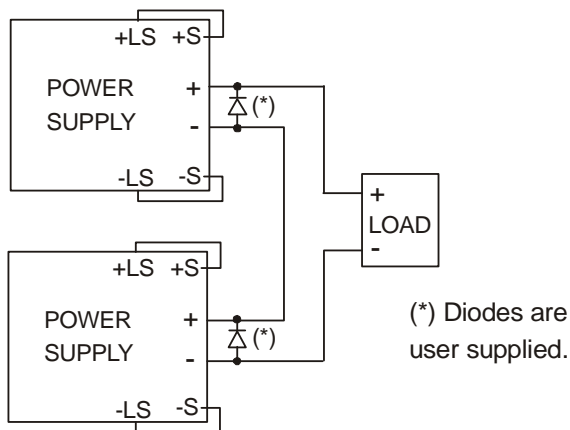 +LS +S
POWER
SUPPLY
+
(*)
-
-LS -S
+
LOAD
-
+LS +S
POWER
SUPPLY
+
(*)
-
-LS -S
(*) Diodes are
user supplied.